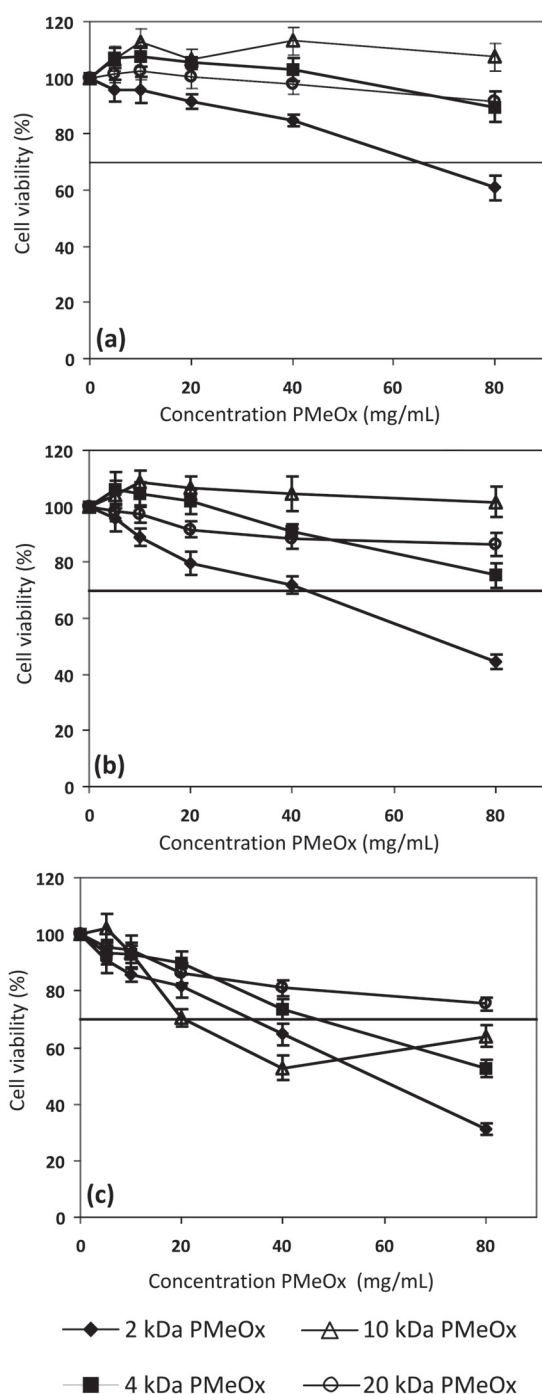 120
100
80
60
40
20
0
Cell viability (%)
(a)
0 20 40 60 80
Concentration PMeOx (mg/mL)
120
100
80
60
40
20
0
Cell viability (%)
(b)
0 20 40 60 80
Concentration PMeOx (mg/mL)
120
100
80
60
40
20
0
Cell viability (%)
(c)
0 20 40 60 80
Concentration PMeOx (mg/mL)
2 kDa PMeOx 10 kDa PMeOx
4 kDa PMeOx 20 kDa PMeOx